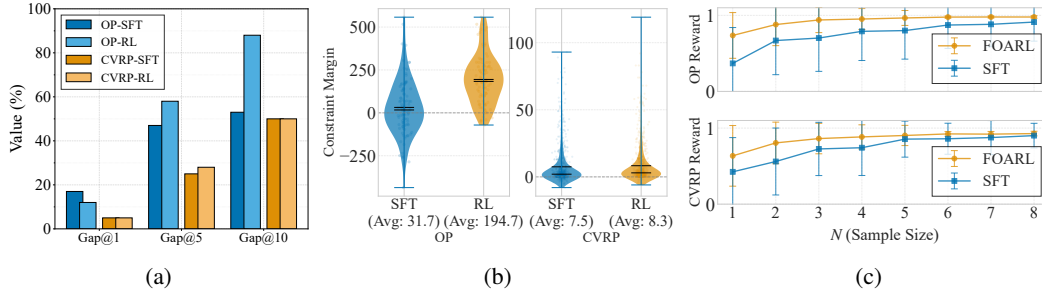 100
80
60
40
20
0
Value (%)
OP-SFT
OP-RL
CVRP-SFT
CVRP-RL
Gap@1
Gap@5
Gap@10
(a)
Constraint Margin
500
250
0
−250
100
50
0
SFT
(Avg: 31.7)
RL
(Avg: 194.7)
OP
SFT
(Avg: 7.5)
RL
(Avg: 8.3)
CVRP
(b)
OP Reward
1
0
FOARL
SFT
CVRP Reward
1
0
FOARL
SFT
1 2 3 4 5 6 7 8
N (Sample Size)
(c)